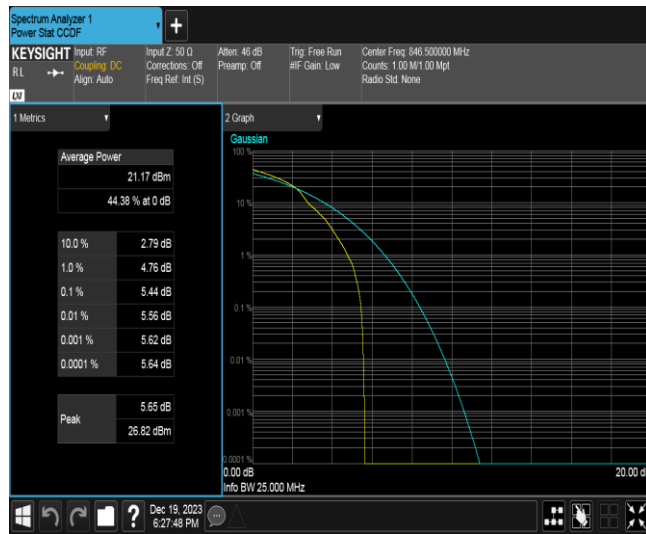 Spectrum Analyzer 1
Power Stat CCDF
+
KEYSIGHT
RL
LXI
Input: RF
Coupling: DC
Align: Auto
Input Z: 50 Ω
Corrections: Off
Freq Ref: Int (S)
Atten: 46 dB
Preamp: Off
Trig: Free Run
#IF Gain: Low
Center Freq: 846.500000 MHz
Counts: 1.00 M/1.00 Mpt
Radio Std: None
1 Metrics
Average Power
21.17 dBm
44.38 % at 0 dB
10.0 % 2.79 dB
1.0 % 4.76 dB
0.1 % 5.44 dB
0.01 % 5.56 dB
0.001 % 5.62 dB
0.0001 % 5.64 dB
Peak
5.65 dB
26.82 dBm
2 Graph
Gaussian
100 %
10 %
1 %
0.1 %
0.01 %
0.001 %
0.0001 %
0.00 dB
20.00 d
Info BW 25.000 MHz
?
Dec 19, 2023
6:27:48 PM